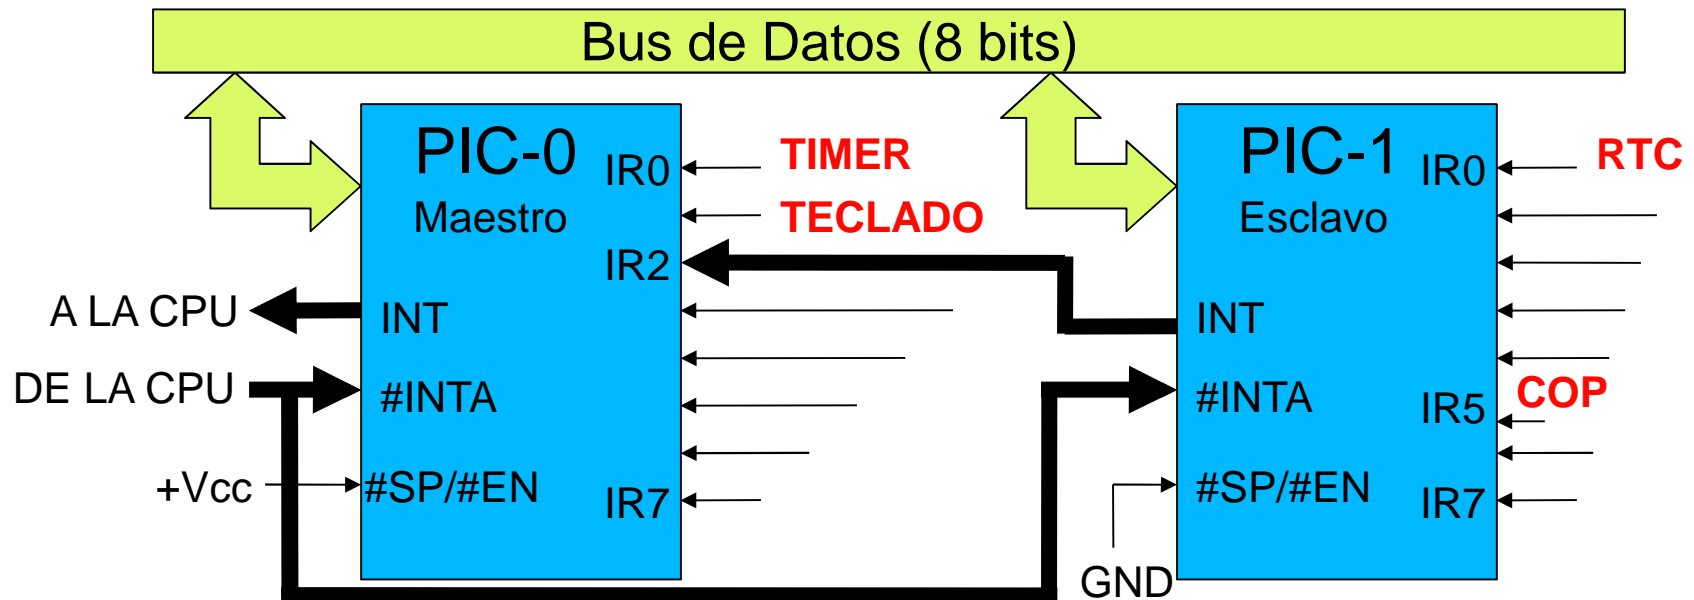 Bus de Datos (8 bits)
PIC-0
Maestro
IR0
TIMER
TECLADO
IR2
A LA CPU
INT
DE LA CPU
#INTA
+Vcc
#SP/#EN
IR7
PIC-1
Esclavo
IR0
RTC
INT
#INTA
IR5
COP
#SP/#EN
IR7
GND